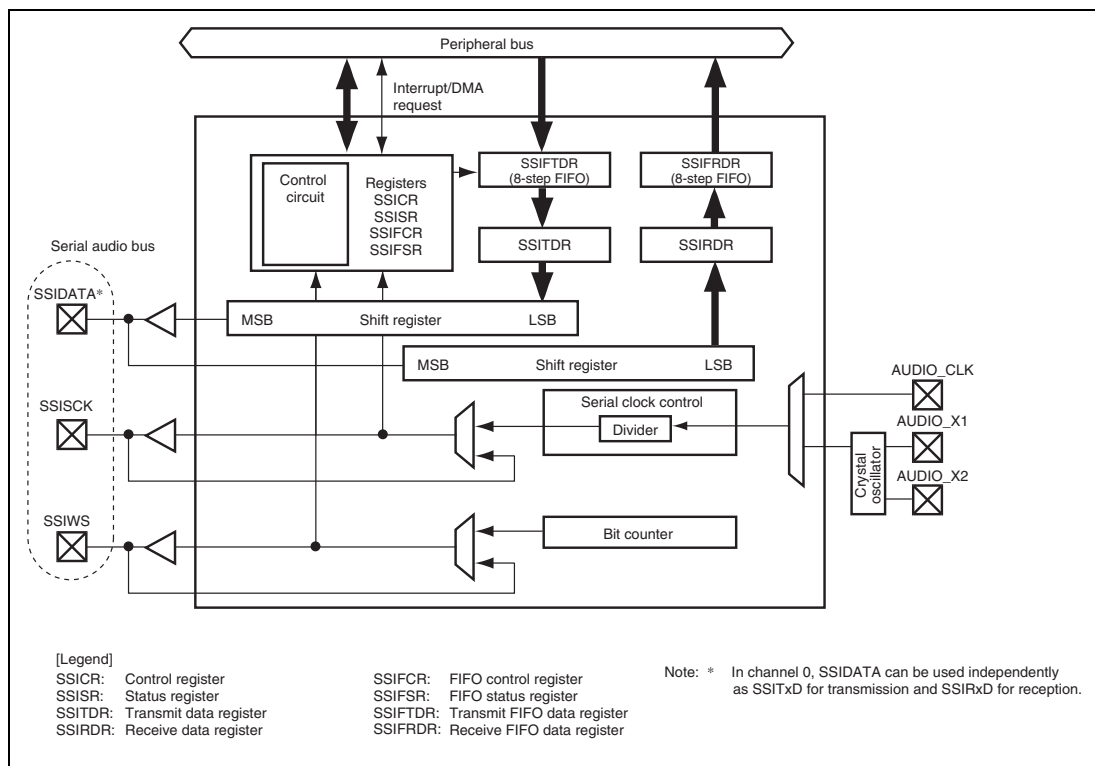 Peripheral bus
Interrupt/DMA
request
SSIFTDR
(8-step FIFO)
SSIFRDR
(8-step FIFO)
Control
circuit
Registers
SSICR
SSISR
SSIFCR
SSIFSR
SSITDR
SSIRDR
Serial audio bus
SSIDATA*
MSB Shift register LSB
MSB Shift register LSB
AUDIO_CLK
SSISCK
Serial clock control
Divider
AUDIO_X1
Crystal
oscillator
AUDIO_X2
SSIWS
Bit counter
[Legend]
SSICR: Control register
SSISR: Status register
SSITDR: Transmit data register
SSIRDR: Receive data register
SSIFCR: FIFO control register
SSIFSR: FIFO status register
SSIFTDR: Transmit FIFO data register
SSIFRDR: Receive FIFO data register
Note: * In channel 0, SSIDATA can be used independently
as SSITxD for transmission and SSIRxD for reception.